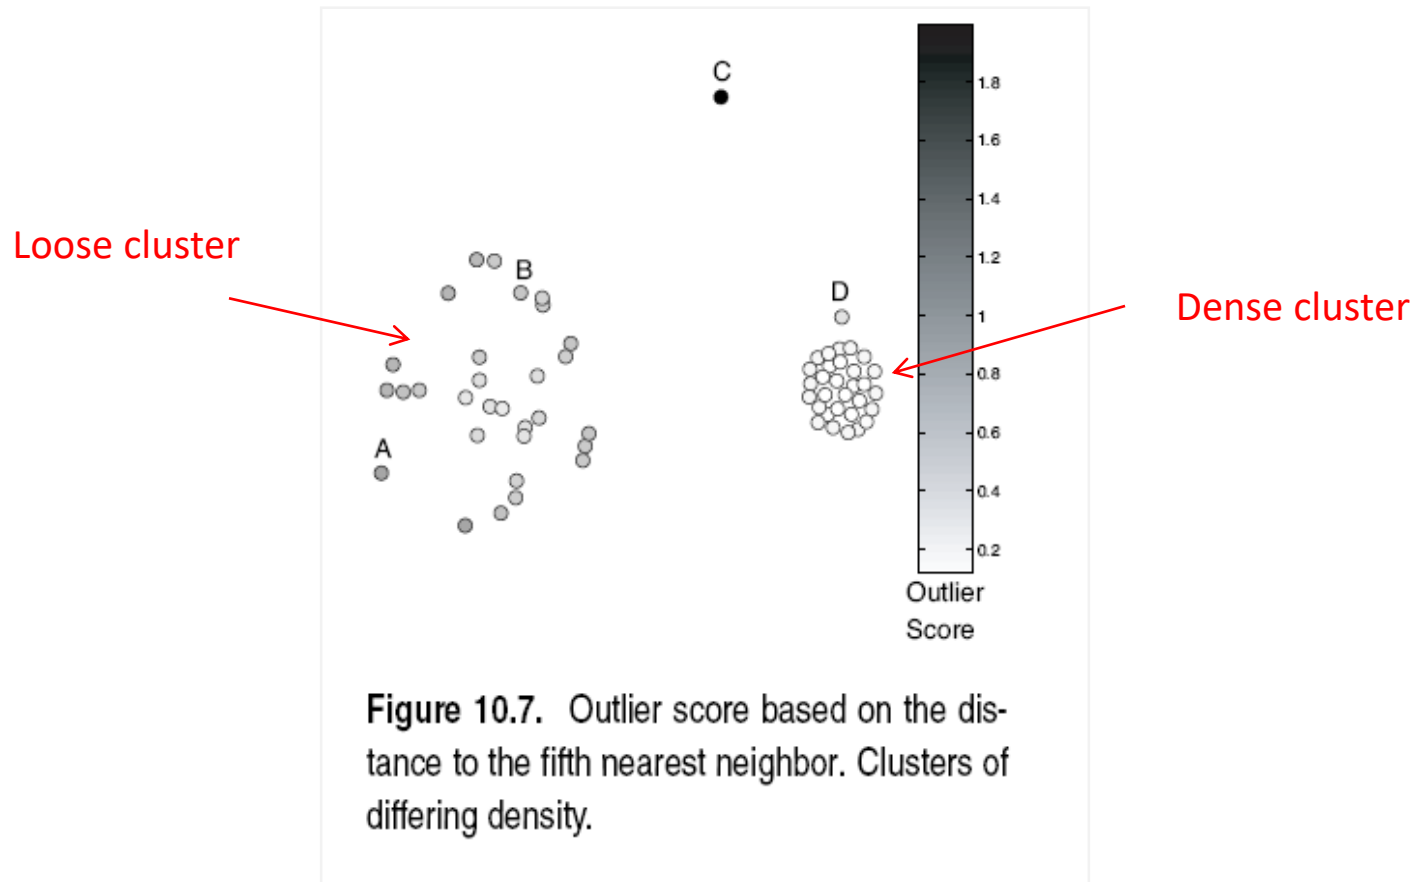 C
1.8
1.6
1.4
Loose cluster
B
1.2
D
Dense cluster
1
0.8
A
0.6
0.4
0.2
Outlier
Score
Figure 10.7. Outlier score based on the dis-
tance to the fifth nearest neighbor. Clusters of
differing density.